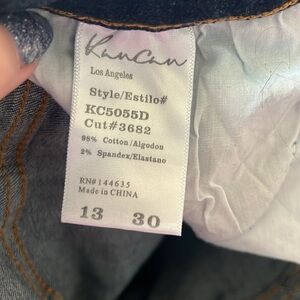 KanCan
Los Angeles
Style/Estilo#
KC5055D
Cut#3682
98% Cotton/Algodon
2% Spandex/Elastano
RN#144635
Made in CHINA
13 30